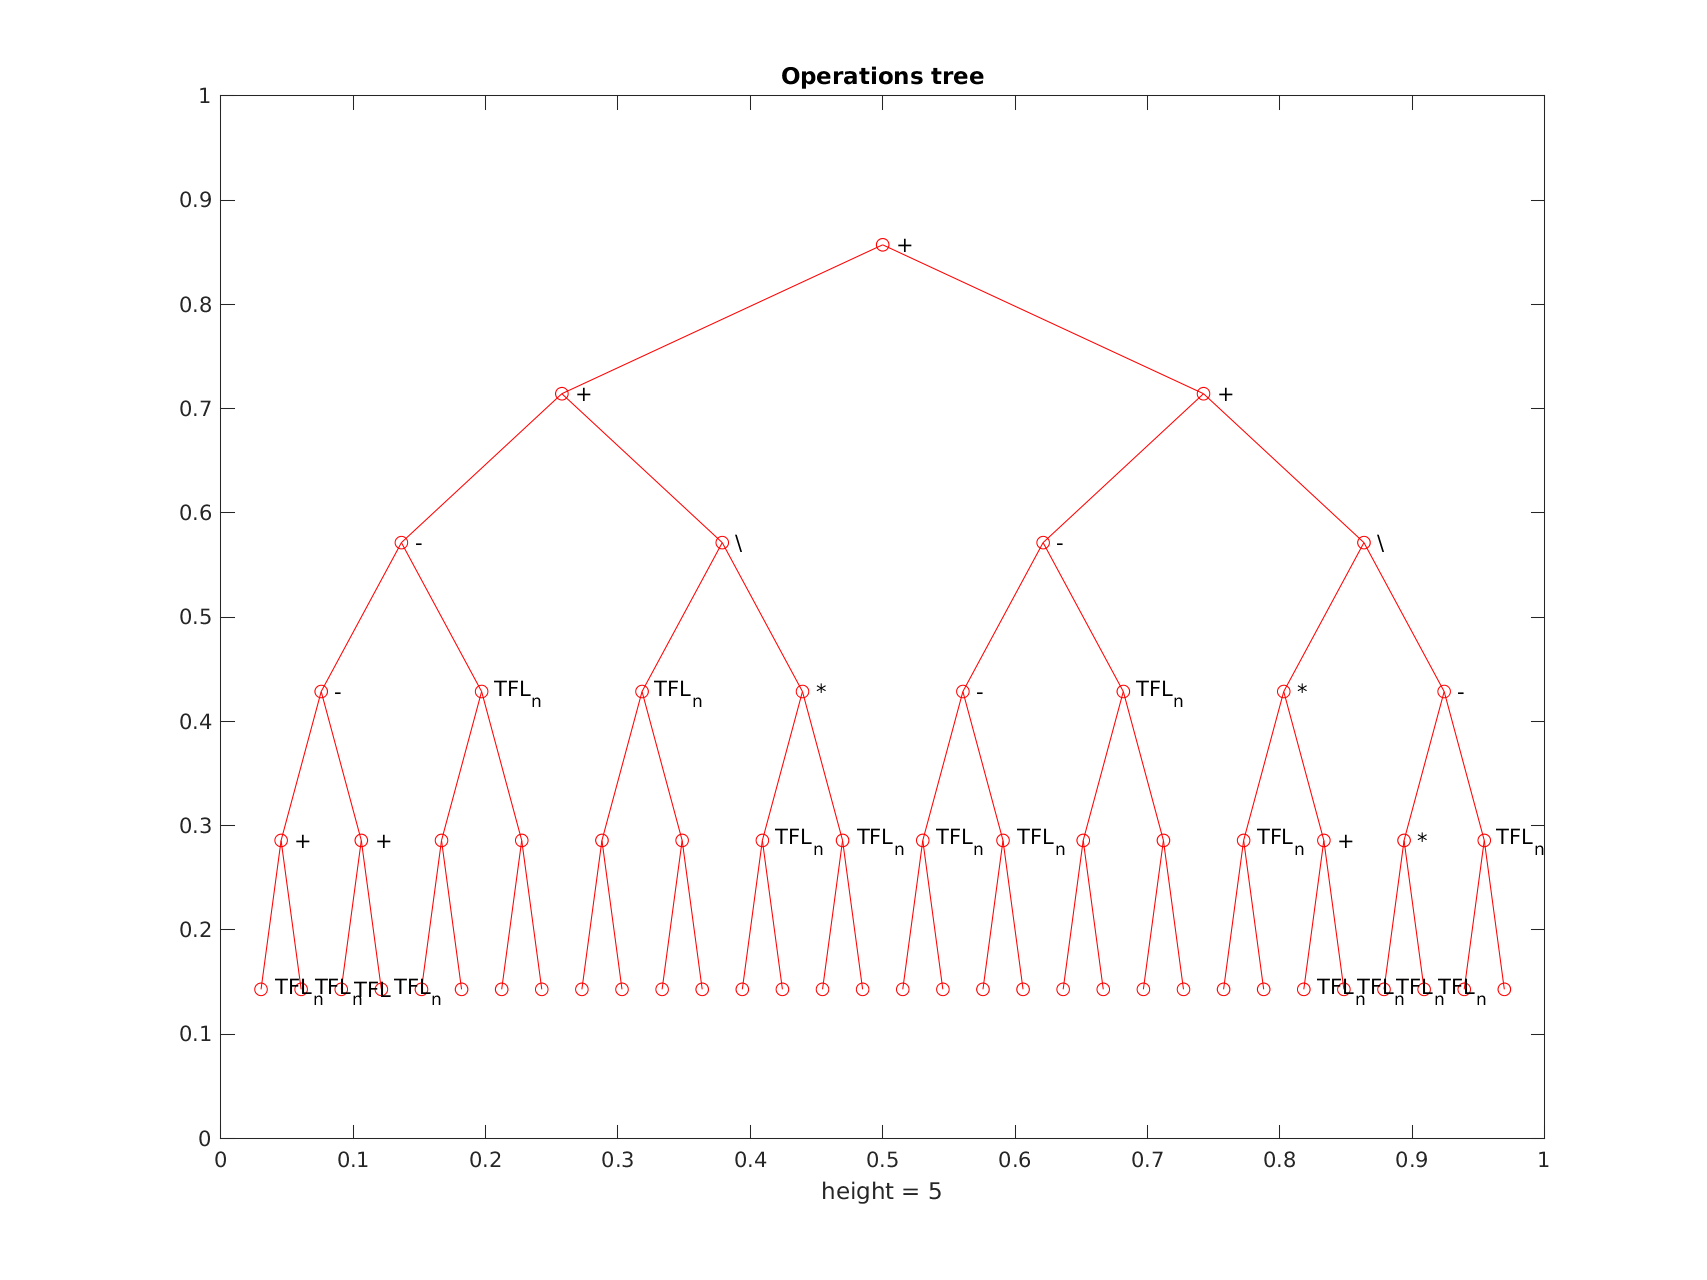 Operations tree
1
0.9
+
0.8
+ +
0.7
0.6
- \ - \
0.5
- TFLn TFLn * - TFLn * -
0.4
0.3
+ + TFLn TFLn TFLn TFLn TFLn + * TFLn
0.2
TFLn TFLn TFL TFLn TFLn TFLn TFLn TFLn
0.1
0
0 0.1 0.2 0.3 0.4 0.5 0.6 0.7 0.8 0.9 1
height = 5